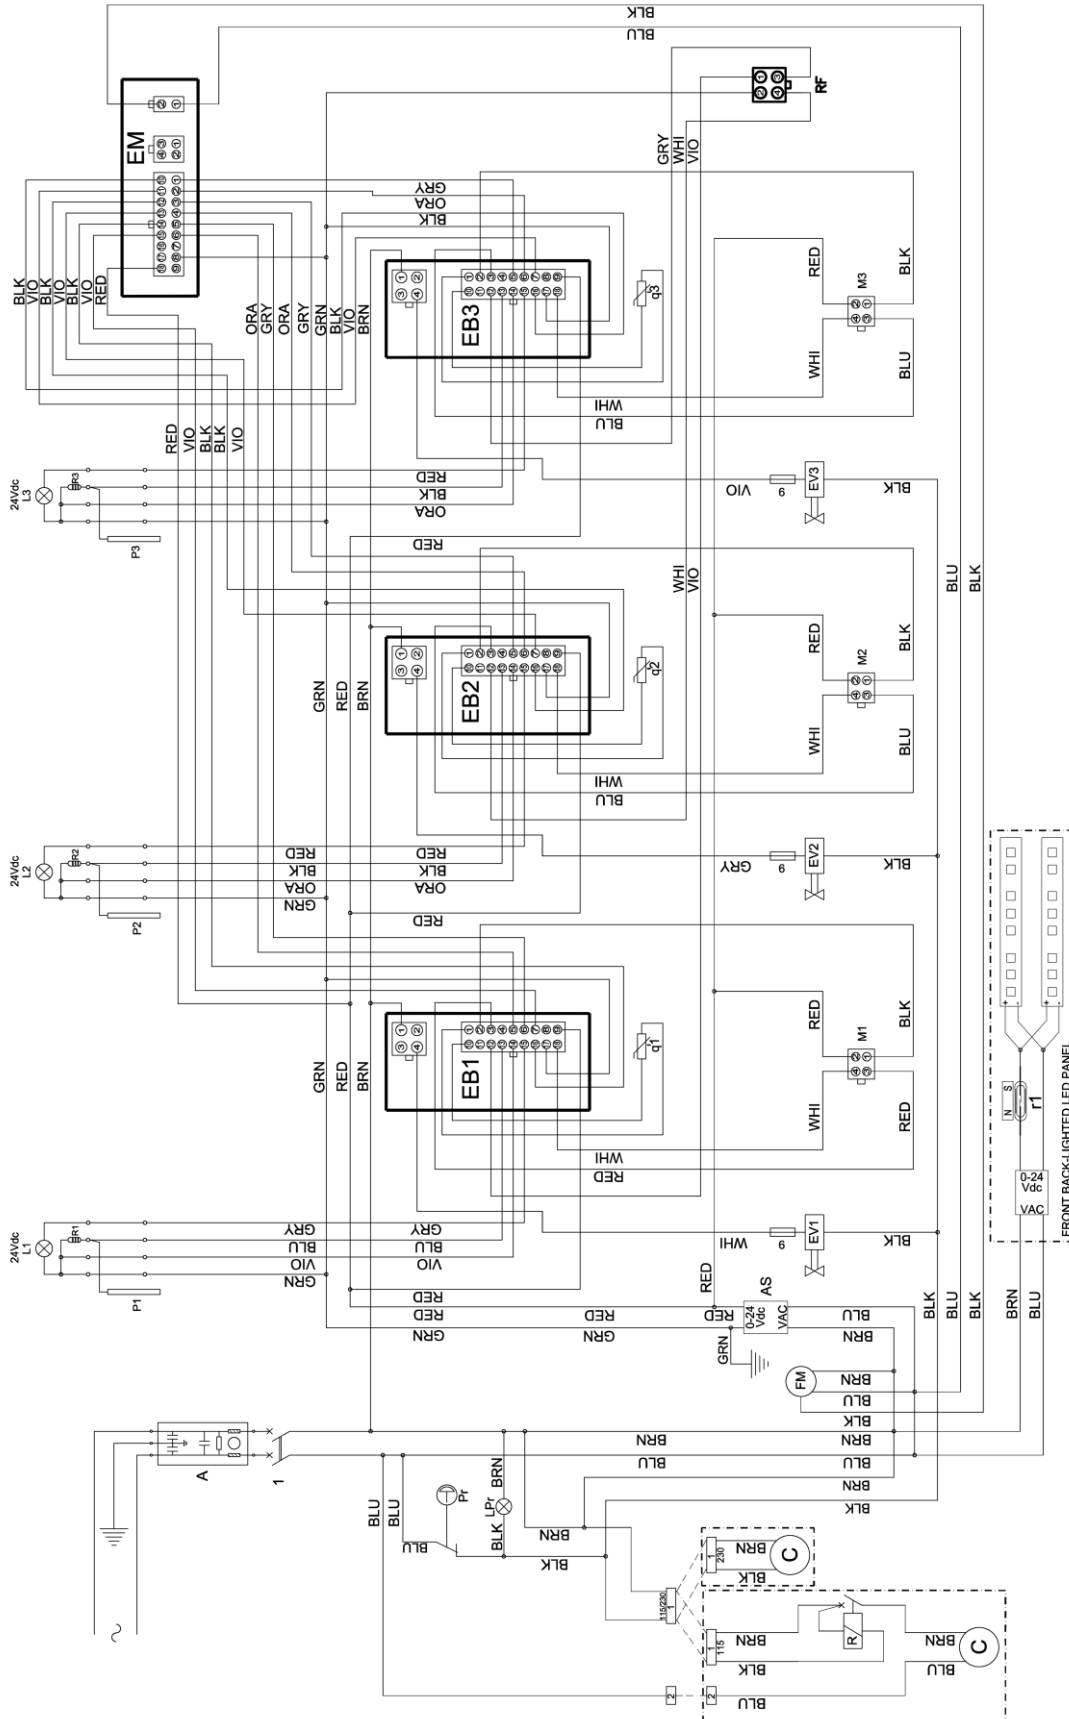 BLK
BLU
EM
RF
GRY
WHI
VIO
BLK
VIO
BLK
VIO
BLK
VIO
RED
ORA
GRY
ORA
GRY
GRN
BLK
VIO
BRN
GRY
ORA
BLK
EB3
q3
RED
BLK
M3
WHI
BLU
WHI
BLU
RED
VIO
BLK
BLK
VIO
24Vdc
L3
R3
P3
RED
BLK
ORA
RED
VIO
6
EV3
BLK
WHI
VIO
BLU
BLK
GRN
RED
BRN
EB2
q2
RED
BLK
M2
WHI
BLU
WHI
BLU
24Vdc
L2
R2
P2
RED
BLK
ORA
GRN
RED
BLK
ORA
RED
GRY
6
EV2
BLK
GRN
RED
BRN
EB1
q1
RED
BLK
M1
WHI
RED
WHI
RED
24Vdc
L1
R1
P1
GRY
BLU
VIO
GRN
GRY
BLU
VIO
RED
RED
GRN
WHI
6
EV1
BLK
RED
AS
RED
RED
GRN
0-24
Vdc
VAC
BLU
BRN
GRN
FM
BRN
BLU
BLK
BLK
BLU
BLK
BRN
BLU
N S
r1
0-24
Vdc
VAC
FRONT BACK-LIGHTED LED PANEL
A
1
BRN
BLU
BRN
BLU
BRN
BLK
BLU
BLU
BLU
Pr
LPr
BRN
BLK
BLK
BRN
115/230
1
1
230
BRN
BLK
C
1
115
BRN
BLK
R
BRN
BLU
C
2
2
BLU